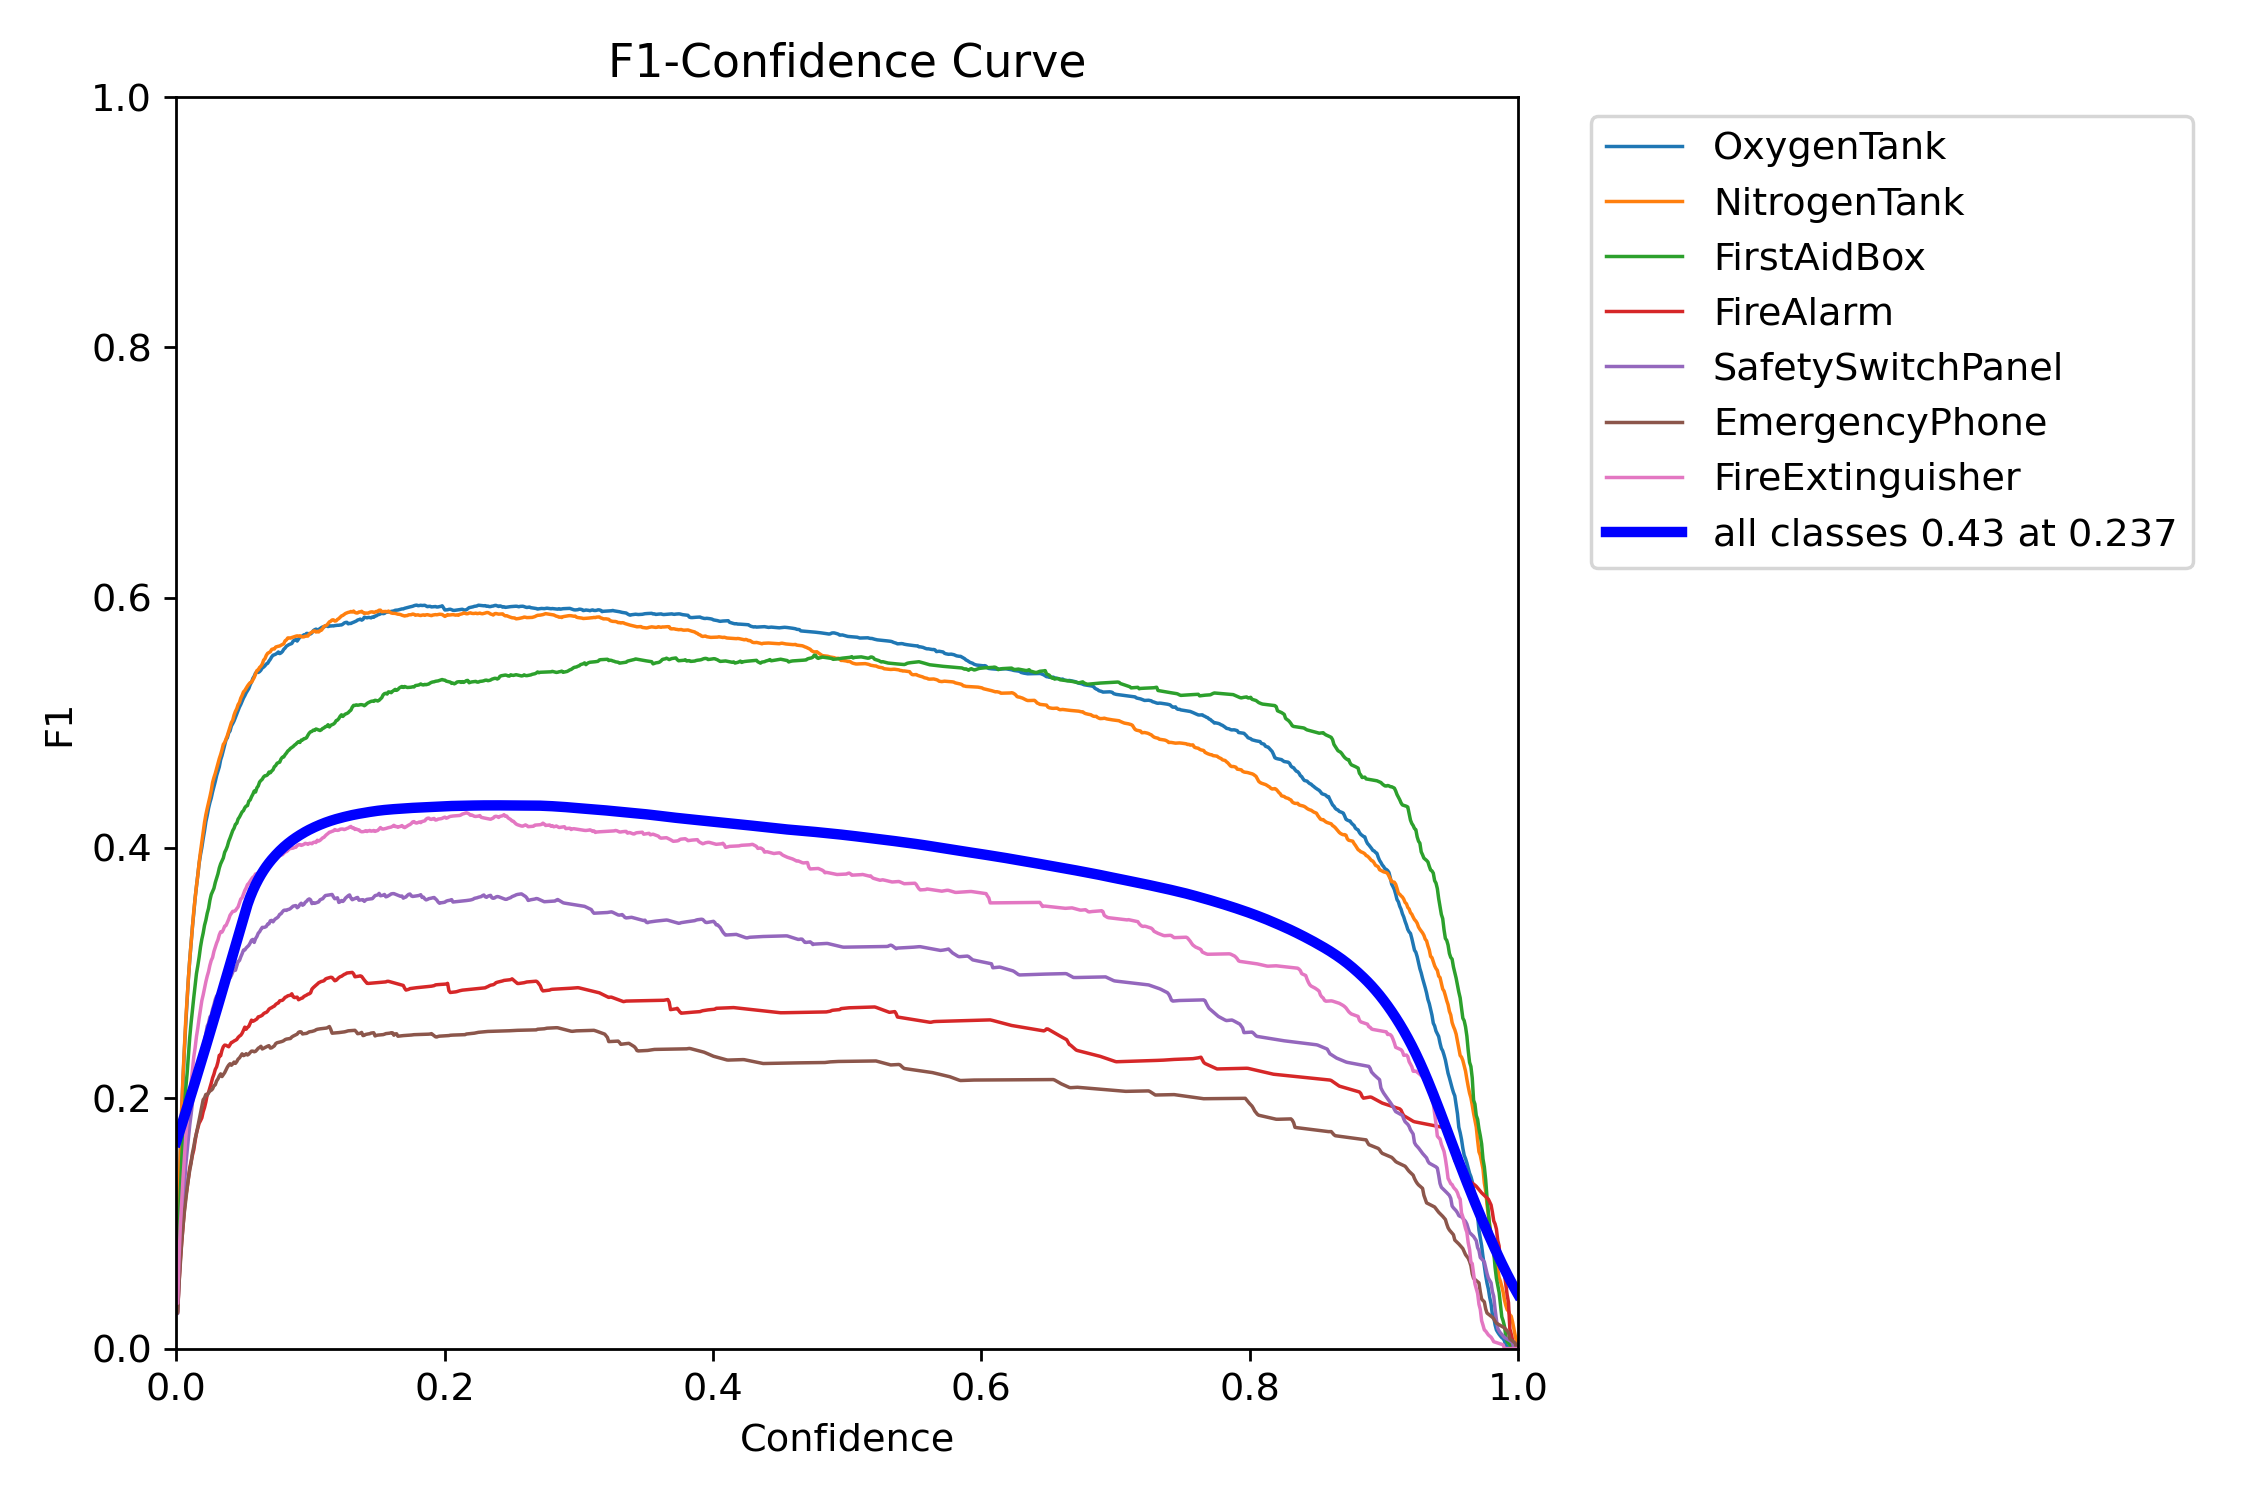 F1-Confidence Curve
1.0
0.8
0.6
0.4
0.2
0.0
F1
0.0 0.2 0.4 0.6 0.8 1.0
Confidence
OxygenTank
NitrogenTank
FirstAidBox
FireAlarm
SafetySwitchPanel
EmergencyPhone
FireExtinguisher
all classes 0.43 at 0.237